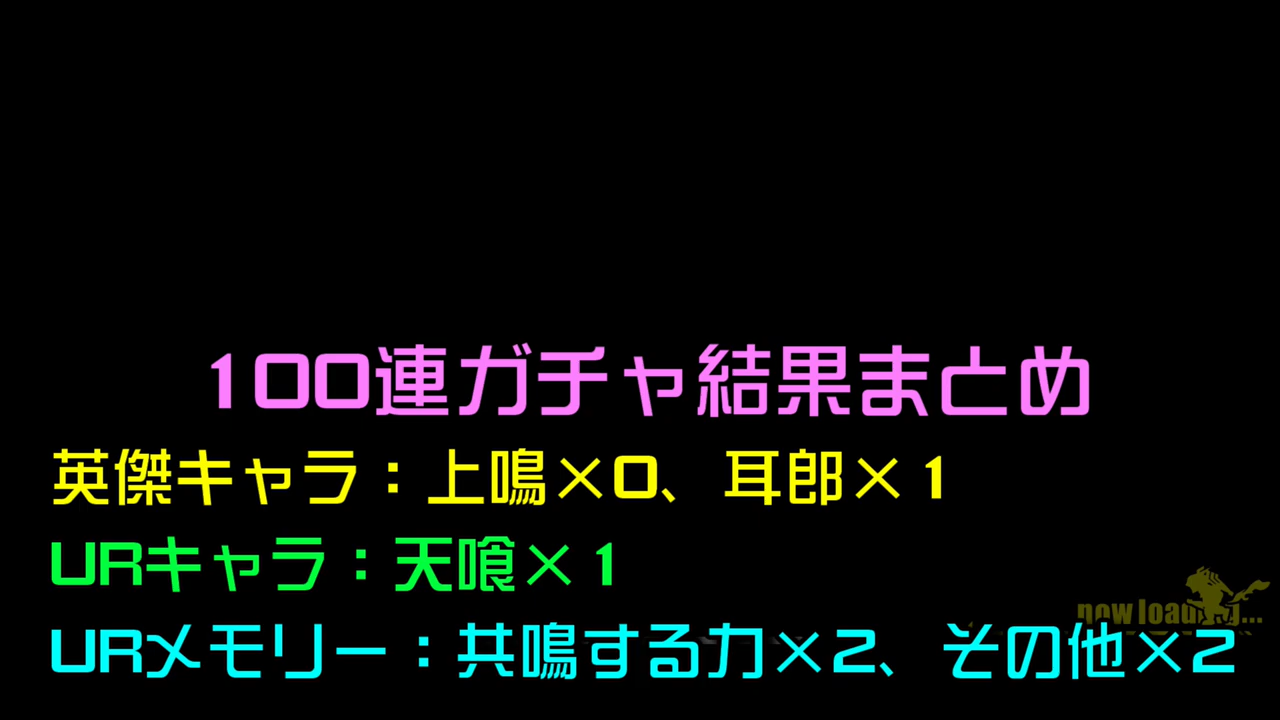 100連ガチャ結果まとめ
英傑キャラ：上鳴×0、耳郎×1
URキャラ：天喰×1
now loading...
URメモリー：共鳴する力×2、その他×2